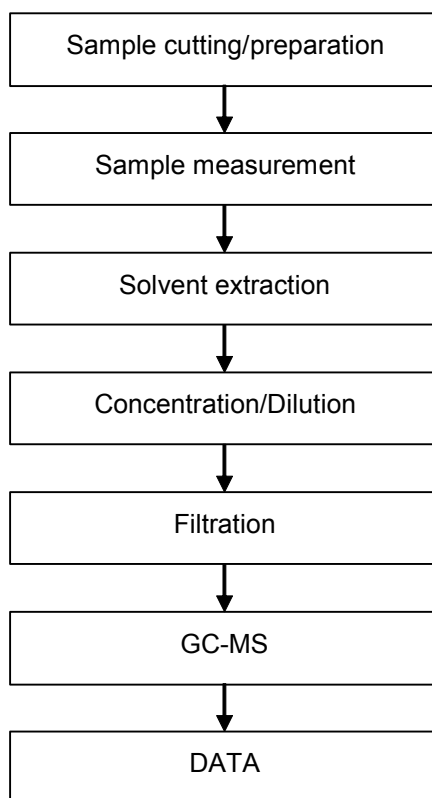 Sample cutting/preparation
Sample measurement
Solvent extraction
Concentration/Dilution
Filtration
GC-MS
DATA